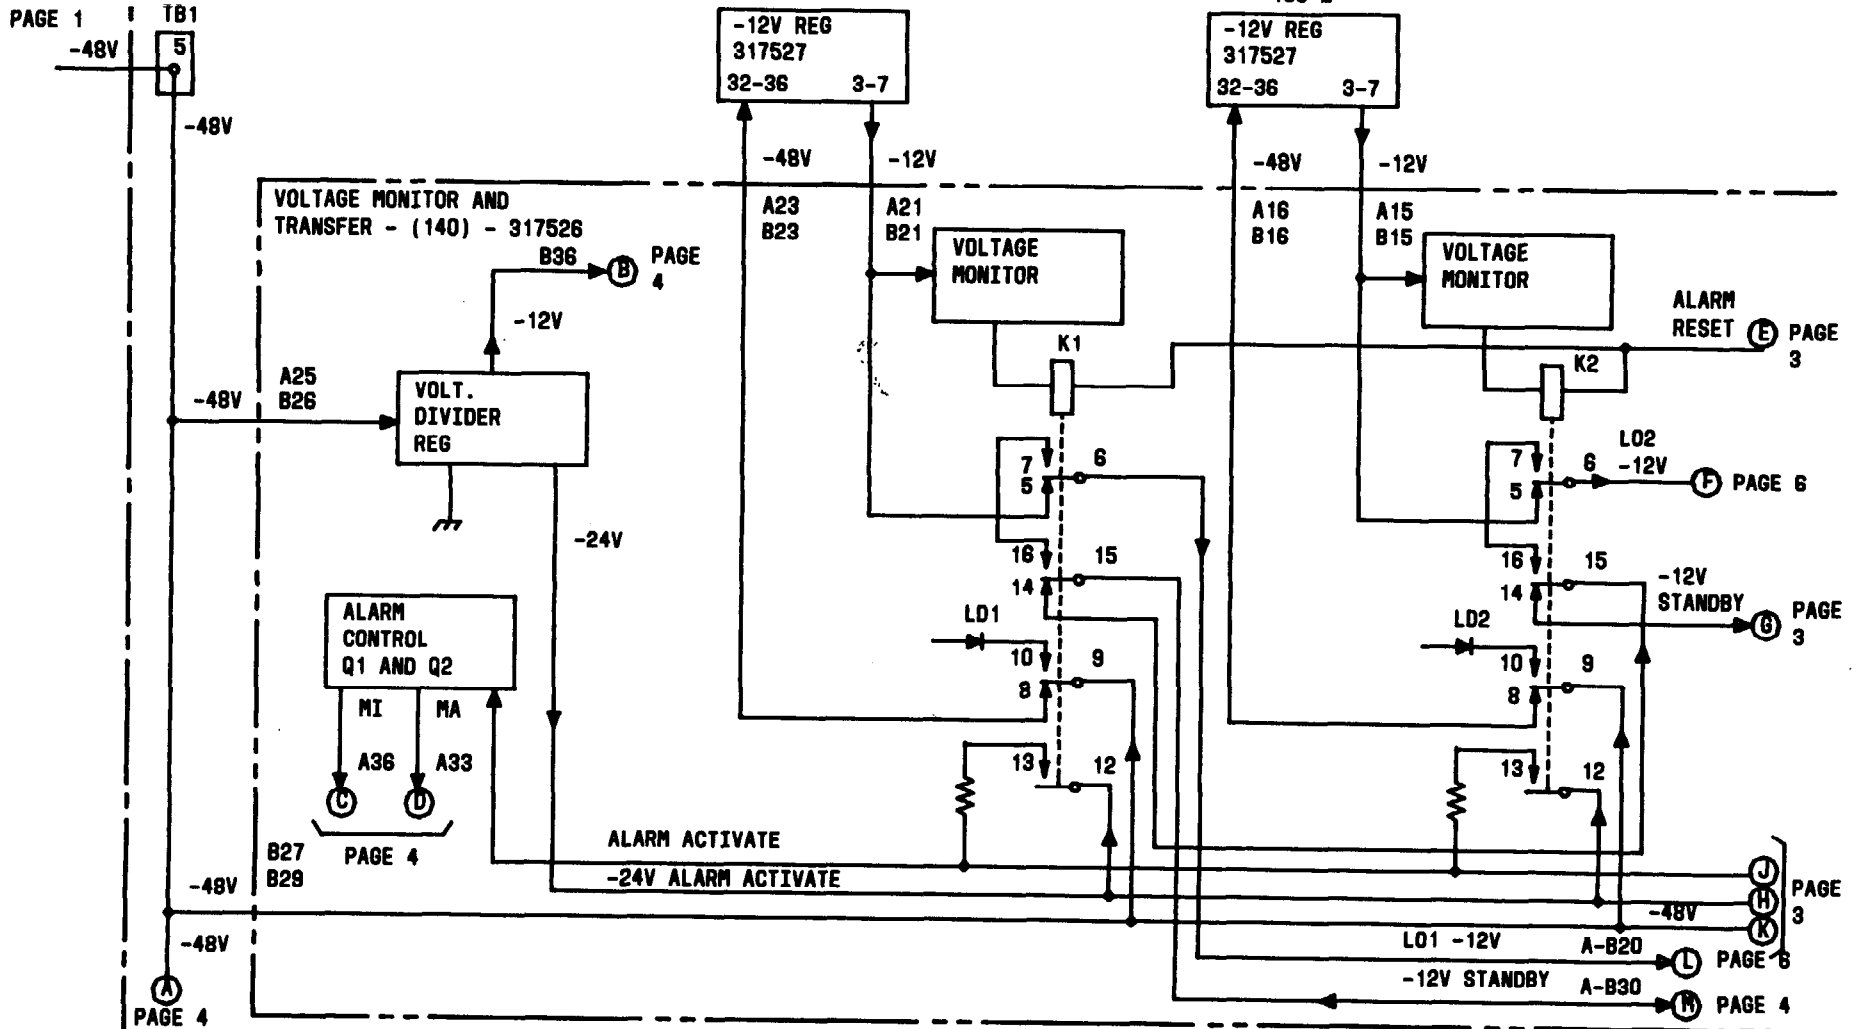 PAGE 1
TB1
-48V
5
-48V
-12V REG
317527
32-36 3-7
-12V REG
317527
32-36 3-7
-48V
-12V
-48V
-12V
VOLTAGE MONITOR AND
TRANSFER - (140) - 317526
A23
B23
A21
B21
A16
B16
A15
B15
B36
B
PAGE
4
VOLTAGE
MONITOR
VOLTAGE
MONITOR
ALARM
RESET
E
PAGE
3
-12V
K1
K2
A25
B26
-48V
VOLT.
DIVIDER
REG
-24V
7
5
6
16
14
15
LD1
10
8
9
13
12
7
5
6
LO2
-12V
F
PAGE 6
16
14
15
-12V
STANDBY
G
PAGE
3
LD2
10
8
9
13
12
ALARM
CONTROL
Q1 AND Q2
MI
MA
A36
A33
C
D
PAGE 4
B27
B29
-48V
ALARM ACTIVATE
-24V ALARM ACTIVATE
J
H
-48V
K
PAGE
3
-48V
LO1 -12V
A-B20
L
PAGE 6
-12V STANDBY
A-B30
M
PAGE 4
A
PAGE 4